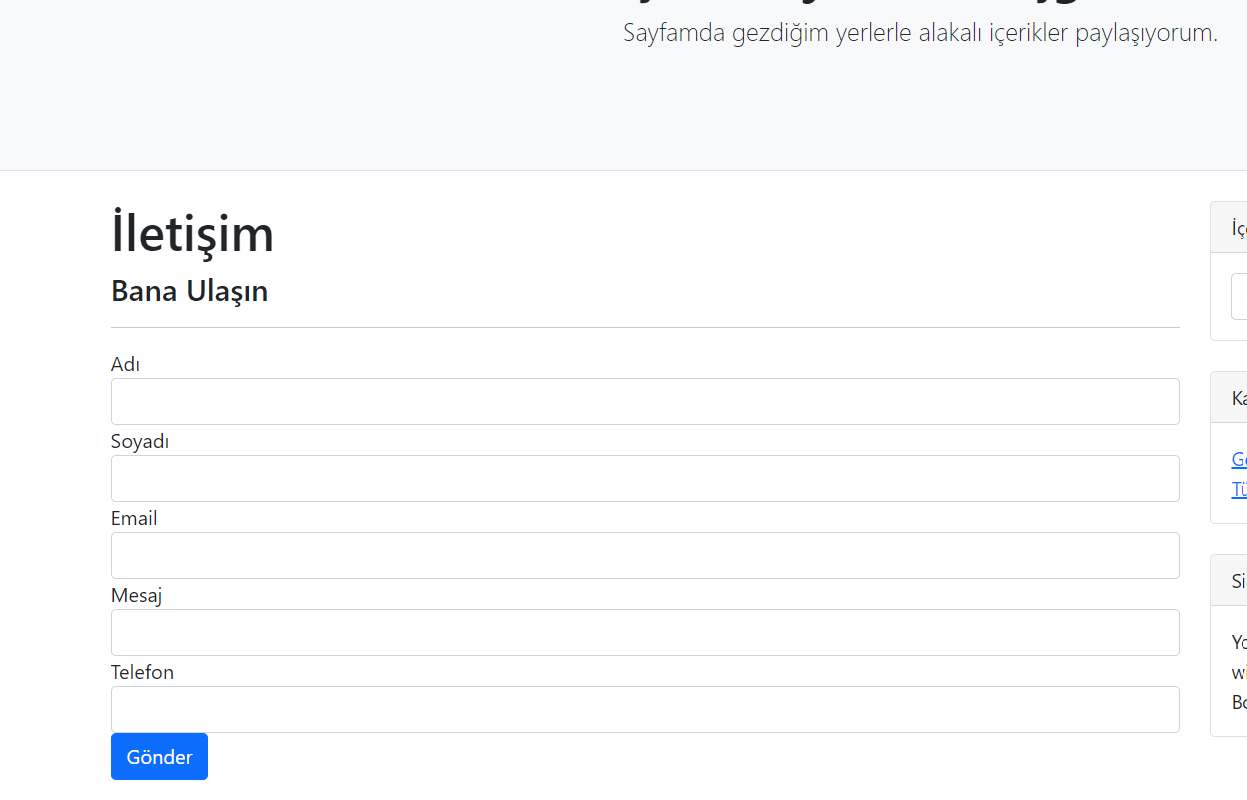 Sayfamda gezdiğim yerlerle alakalı içerikler paylaşıyorum.
İletişim
Bana Ulaşın
Adı
Soyadı
Email
Mesaj
Telefon
Gönder